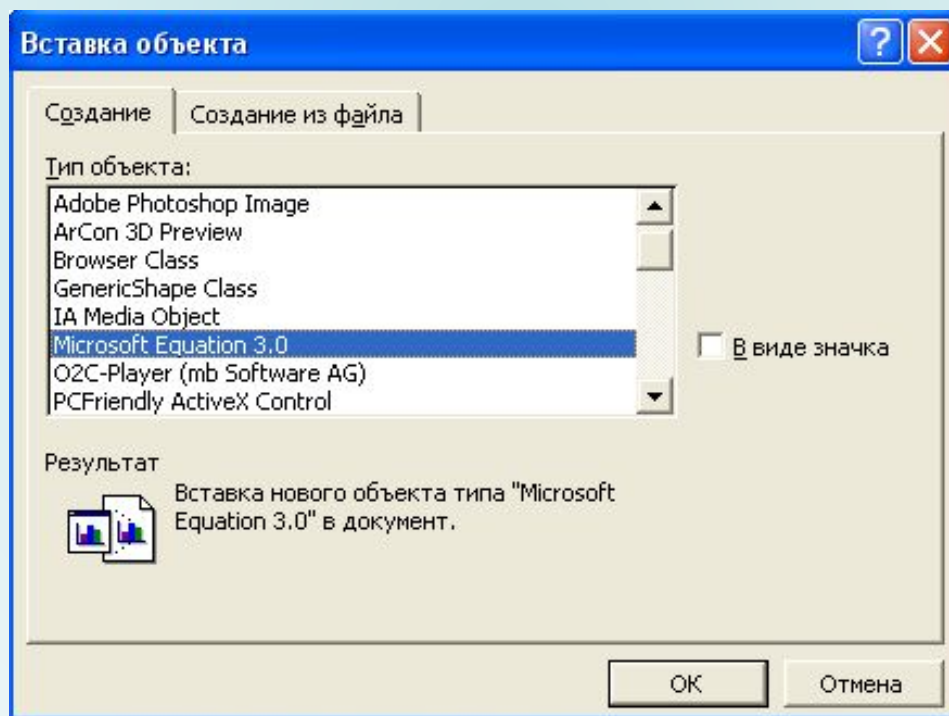 Вставка объекта
Создание
Создание из файла
Тип объекта:
Adobe Photoshop Image
ArCon 3D Preview
Browser Class
GenericShape Class
IA Media Object
Microsoft Equation 3.0
O2C-Player (mb Software AG)
PCFriendly ActiveX Control
В виде значка
Результат
Вставка нового объекта типа "Microsoft
Equation 3.0" в документ.
ОК
Отмена